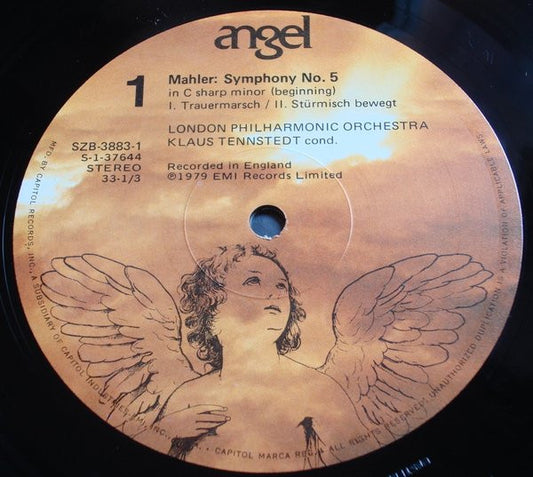 angel
1
Mahler: Symphony No. 5
in C sharp minor (beginning)
I. Trauermarsch / II. Stürmisch bewegt
LONDON PHILHARMONIC ORCHESTRA
KLAUS TENNSTEDT cond.
SZB-3883-1
S-1-37644
STEREO
33-1/3
Recorded in England
℗1979 EMI Records Limited
MFD. BY CAPITOL RECORDS, INC., A SUBSIDIARY OF CAPITOL INDUSTRIES-EMI, INC., • CAPITOL MARCA REG. • ALL RIGHTS RESERVED. UNAUTHORIZED DUPLICATION IS A VIOLATION OF APPLICABLE LAWS.